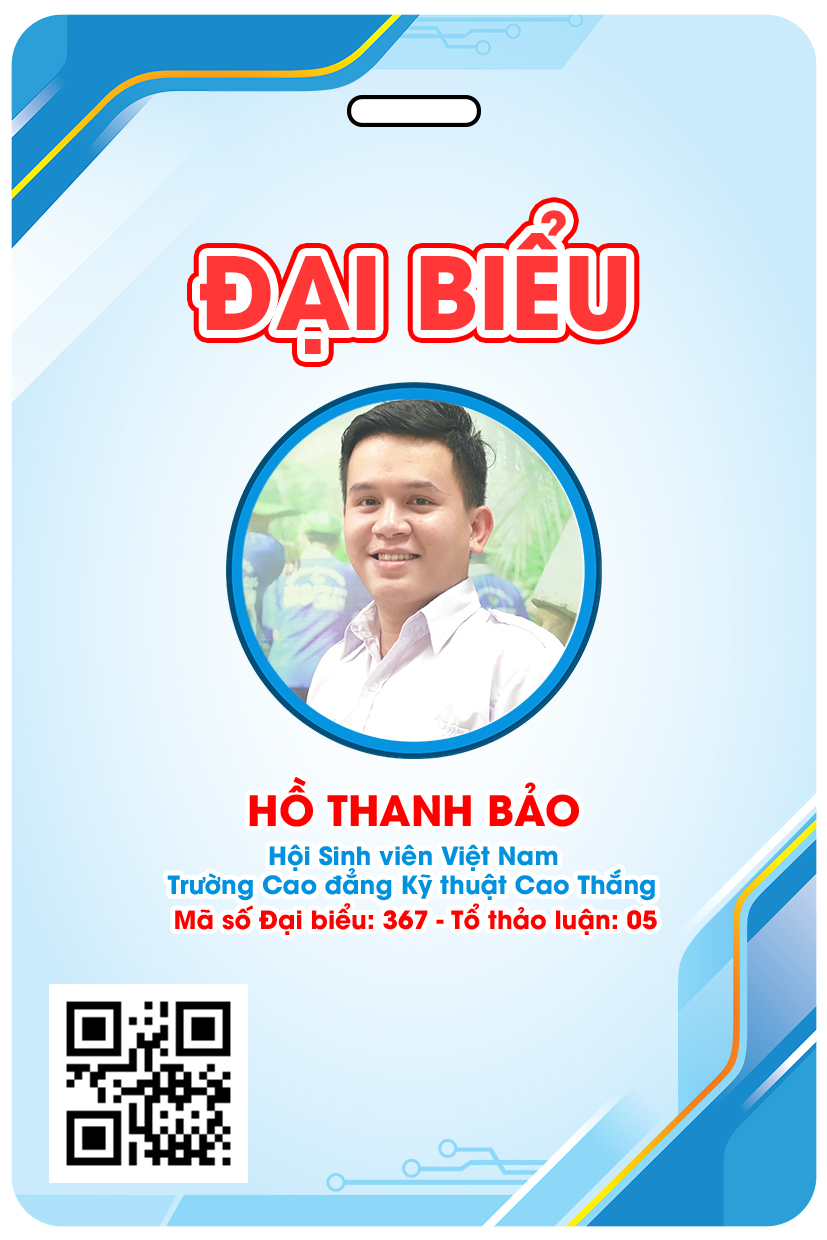 ĐẠI BIỂU
HỒ THANH BẢO
Hội Sinh viên Việt Nam
Trường Cao đẳng Kỹ thuật Cao Thắng
Mã số Đại biểu: 367 - Tổ thảo luận: 05